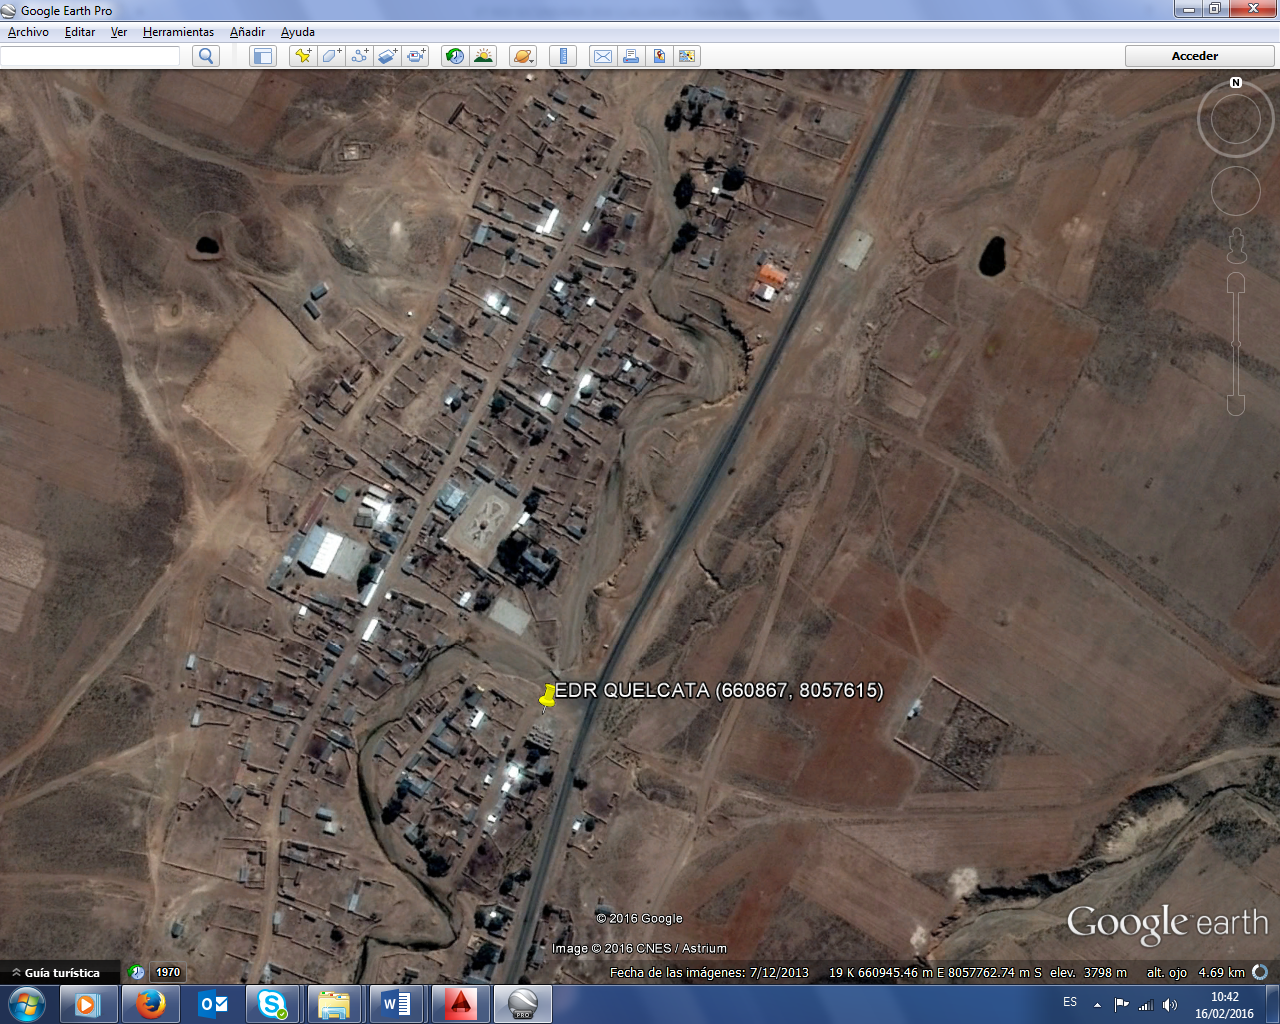 Google Earth Pro
Archivo Editar Ver Herramientas Añadir Ayuda
Acceder
N
EDR QUELCATA (660867, 8057615)
© 2016 Google
Image © 2016 CNES / Astrium
Google earth
Guía turística 1970 Fecha de las imágenes: 7/12/2013 19 K 660945.46 m E 8057762.74 m S elev. 3798 m alt. ojo 4.69 km
ES 10:42
16/02/2016
PRO